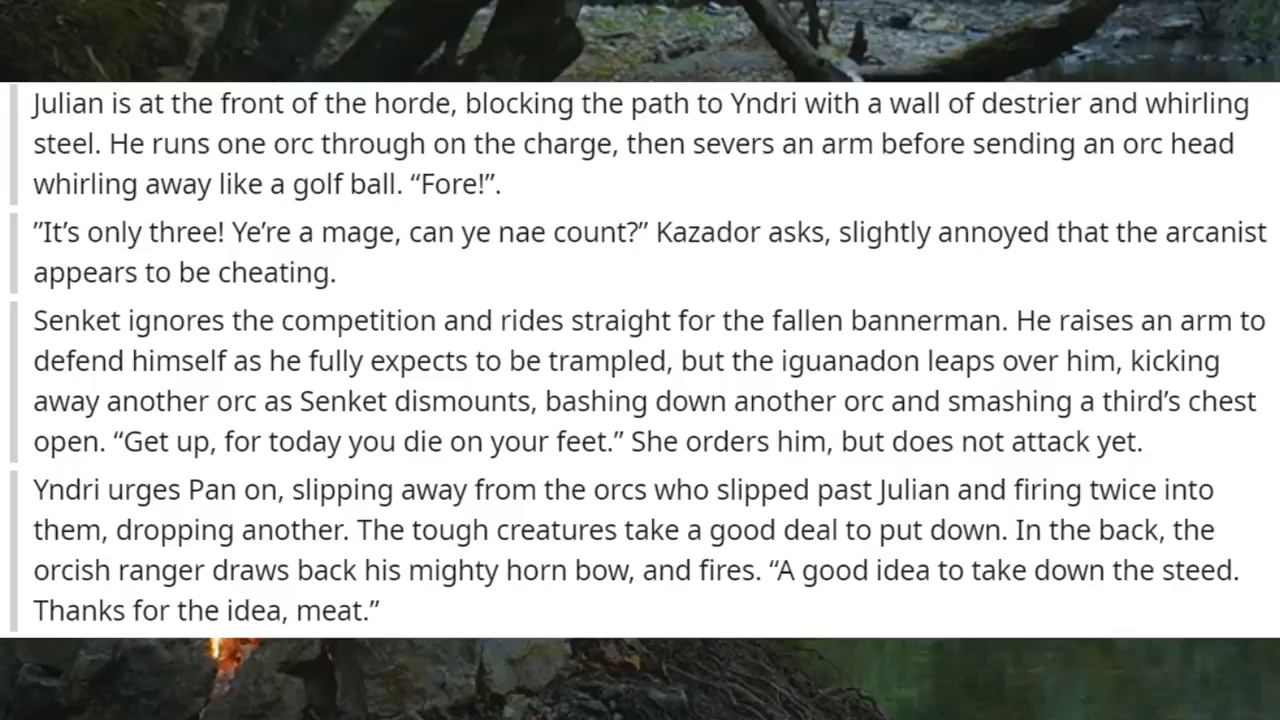 Julian is at the front of the horde, blocking the path to Yndri with a wall of destrier and whirling
steel. He runs one orc through on the charge, then severs an arm before sending an orc head
whirling away like a golf ball. “Fore!”.
”It’s only three! Ye’re a mage, can ye nae count?” Kazador asks, slightly annoyed that the arcanist
appears to be cheating.
Senket ignores the competition and rides straight for the fallen bannerman. He raises an arm to
defend himself as he fully expects to be trampled, but the iguanadon leaps over him, kicking
away another orc as Senket dismounts, bashing down another orc and smashing a third’s chest
open. “Get up, for today you die on your feet.” She orders him, but does not attack yet.
Yndri urges Pan on, slipping away from the orcs who slipped past Julian and firing twice into
them, dropping another. The tough creatures take a good deal to put down. In the back, the
orcish ranger draws back his mighty horn bow, and fires. “A good idea to take down the steed.
Thanks for the idea, meat.”